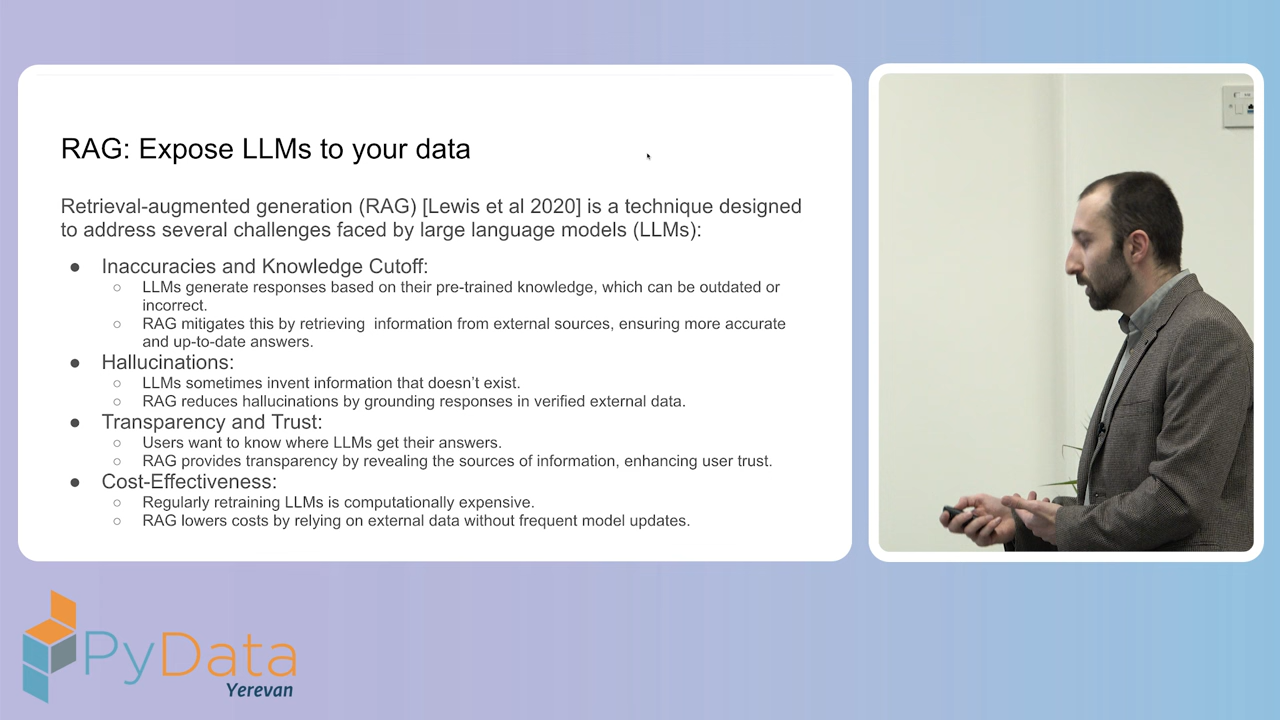 RAG: Expose LLMs to your data
Retrieval-augmented generation (RAG) [Lewis et al 2020] is a technique designed
to address several challenges faced by large language models (LLMs):
● Inaccuracies and Knowledge Cutoff:
○ LLMs generate responses based on their pre-trained knowledge, which can be outdated or
incorrect.
○ RAG mitigates this by retrieving  information from external sources, ensuring more accurate
and up-to-date answers.
● Hallucinations:
○ LLMs sometimes invent information that doesn’t exist.
○ RAG reduces hallucinations by grounding responses in verified external data.
● Transparency and Trust:
○ Users want to know where LLMs get their answers.
○ RAG provides transparency by revealing the sources of information, enhancing user trust.
● Cost-Effectiveness:
○ Regularly retraining LLMs is computationally expensive.
○ RAG lowers costs by relying on external data without frequent model updates.
PyData
Yerevan